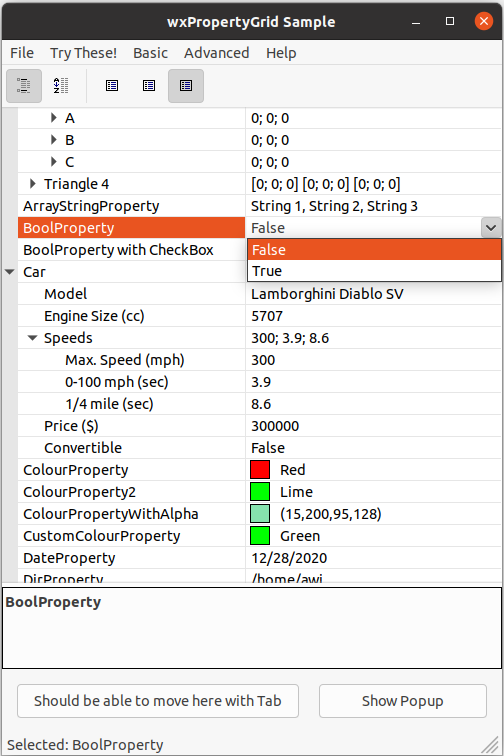 wxPropertyGrid Sample
File Try These! Basic Advanced Help
A 0; 0; 0
B 0; 0; 0
C 0; 0; 0
Triangle 4 [0; 0; 0] [0; 0; 0] [0; 0; 0]
ArrayStringProperty String 1, String 2, String 3
BoolProperty False
BoolProperty with CheckBox False
Car True
Model Lamborghini Diablo SV
Engine Size (cc) 5707
Speeds 300; 3.9; 8.6
Max. Speed (mph) 300
0-100 mph (sec) 3.9
1/4 mile (sec) 8.6
Price ($) 300000
Convertible False
ColourProperty Red
ColourProperty2 Lime
ColourPropertyWithAlpha (15,200,95,128)
CustomColourProperty Green
DateProperty 12/28/2020
DirProperty /home/awi
BoolProperty
Should be able to move here with Tab Show Popup
Selected: BoolProperty